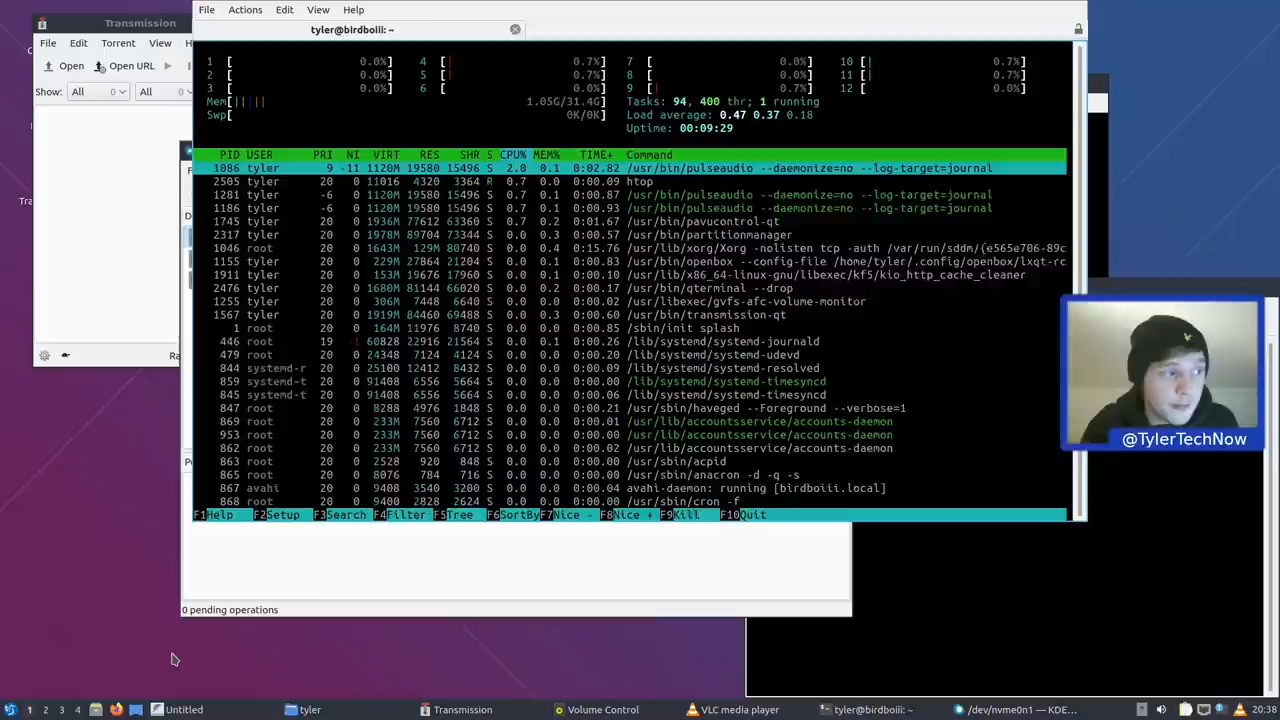 Transmission
File Edit Torrent View H
Open Open URL
Show: All 0 All 0
Ra
File Actions Edit View Help
tyler@birdboiii: ~
1 [ 0.0%] 4 [| 0.7%] 7 [ 0.0%] 10 [| 0.7%]
2 [ 0.0%] 5 [| 0.7%] 8 [ 0.0%] 11 [| 0.7%]
3 [ 0.0%] 6 [ 0.0%] 9 [| 0.7%] 12 [ 0.0%]
Mem[||||| 1.05G/31.4G] Tasks: 94, 400 thr; 1 running
Swp[ 0K/0K] Load average: 0.47 0.37 0.18
Uptime: 00:09:29
PID USER PRI NI VIRT RES SHR S CPU% MEM% TIME+ Command
1086 tyler 9 -11 1120M 19580 15496 S 2.0 0.1 0:02.82 /usr/bin/pulseaudio --daemonize=no --log-target=journal
2505 tyler 20 0 11016 4320 3364 R 0.7 0.0 0:00.09 htop
1281 tyler -6 0 1120M 19580 15496 S 0.7 0.1 0:00.90 /usr/bin/pulseaudio --daemonize=no --log-target=journal
1186 tyler -6 0 1120M 19580 15496 S 0.7 0.1 0:00.93 /usr/bin/pulseaudio --daemonize=no --log-target=journal
1745 tyler 20 0 1936M 77612 63360 S 0.7 0.2 0:01.67 /usr/bin/pavucontrol-qt
2317 tyler 20 0 1978M 89704 73344 S 0.7 0.3 0:00.57 /usr/bin/partitionmanager
1046 root 20 0 1643M 129M 80740 S 0.7 0.4 0:15.76 /usr/lib/xorg/Xorg -nolisten tcp -auth /var/run/sddm/{e565e706-89c
1155 tyler 20 0 229M 27864 21204 S 0.7 0.1 0:00.83 /usr/bin/openbox --config-file /home/tyler/.config/openbox/lxqt-rc
1911 tyler 20 0 153M 19676 17960 S 0.0 0.1 0:00.10 /usr/lib/x86_64-linux-gnu/libexec/kf5/kio_http_cache_cleaner
2476 tyler 20 0 1680M 81144 66020 S 0.0 0.2 0:00.17 /usr/bin/qterminal --drop
1255 tyler 20 0 306M 7448 6640 S 0.0 0.0 0:00.02 /usr/libexec/gvfs-afc-volume-monitor
1567 tyler 20 0 1919M 84460 69488 S 0.0 0.3 0:00.60 /usr/bin/transmission-qt
1 root 20 0 164M 11976 8740 S 0.0 0.0 0:00.85 /sbin/init splash
446 root 19 -1 60828 22916 21564 S 0.0 0.1 0:00.26 /lib/systemd/systemd-journald
479 root 20 0 24348 7124 4124 S 0.0 0.0 0:00.20 /lib/systemd/systemd-udevd
844 systemd-r 20 0 25100 12412 8432 S 0.0 0.0 0:00.09 /lib/systemd/systemd-resolved
859 systemd-t 20 0 91408 6556 5664 S 0.0 0.0 0:00.00 /lib/systemd/systemd-timesyncd
845 systemd-t 20 0 91408 6556 5664 S 0.0 0.0 0:00.06 /lib/systemd/systemd-timesyncd
847 root 20 0 8288 4976 1848 S 0.0 0.0 0:00.21 /usr/sbin/haveged --Foreground --verbose=1
869 root 20 0 233M 7560 6712 S 0.0 0.0 0:00.01 /usr/lib/accountsservice/accounts-daemon
953 root 20 0 233M 7560 6712 S 0.0 0.0 0:00.00 /usr/lib/accountsservice/accounts-daemon
862 root 20 0 233M 7560 6712 S 0.0 0.0 0:00.02 /usr/lib/accountsservice/accounts-daemon
863 root 20 0 2528 920 848 S 0.0 0.0 0:00.00 /usr/sbin/acpid
865 root 20 0 8076 784 716 S 0.0 0.0 0:00.00 /usr/sbin/anacron -d -q -s
867 avahi 20 0 9408 3540 3200 S 0.0 0.0 0:00.04 avahi-daemon: running [birdboiii.local]
868 root 20 0 9400 2828 2624 S 0.0 0.0 0:00.00 /usr/sbin/cron -f
F1Help F2Setup F3Search F4Filter F5Tree F6SortBy F7Nice - F8Nice + F9Kill F10Quit
@TylerTechNow
0 pending operations
1 2 3 4 Untitled tyler Transmission Volume Control VLC media player tyler@birdboiii: ~ /dev/nvme0n1 — KDE... 20:38